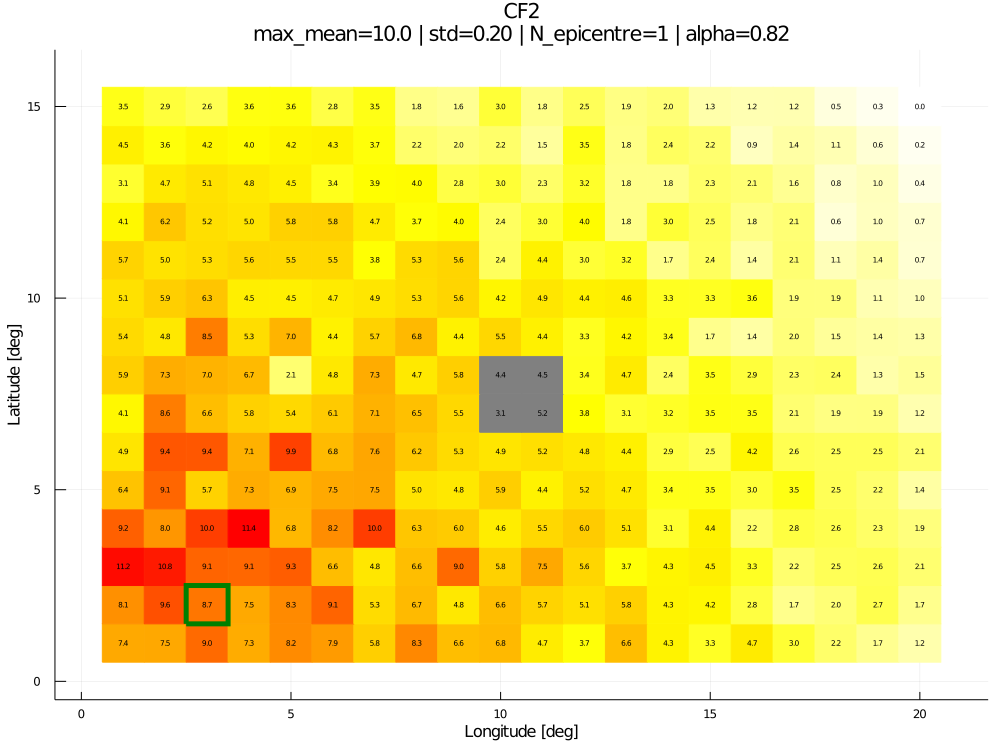 CF2
max_mean=10.0 | std=0.20 | N_epicentre=1 | alpha=0.82
15 3.5 2.9 2.6 3.6 3.6 2.8 3.5 1.8 1.6 3.0 1.8 2.5 1.9 2.0 1.3 1.2 1.2 0.5 0.3 0.0
4.5 3.6 4.2 4.0 4.2 4.3 3.7 2.2 2.0 2.2 1.5 3.5 1.8 2.4 2.2 0.9 1.4 1.1 0.6 0.2
3.1 4.7 5.1 4.8 4.5 3.4 3.9 4.0 2.8 3.0 2.3 3.2 1.8 1.8 2.3 2.1 1.6 0.8 1.0 0.4
4.1 6.2 5.2 5.0 5.8 5.8 4.7 3.7 4.0 2.4 3.0 4.0 1.8 3.0 2.5 1.8 2.1 0.6 1.0 0.7
5.7 5.0 5.3 5.6 5.5 5.5 3.8 5.3 5.6 2.4 4.4 3.0 3.2 1.7 2.4 1.4 2.1 1.1 1.4 0.7
10 5.1 5.9 6.3 4.5 4.5 4.7 4.9 5.3 5.6 4.2 4.9 4.4 4.6 3.3 3.3 3.6 1.9 1.9 1.1 1.0
5.4 4.8 8.5 5.3 7.0 4.4 5.7 6.8 4.4 5.5 4.4 3.3 4.2 3.4 1.7 1.4 2.0 1.5 1.4 1.3
5.9 7.3 7.0 6.7 2.1 4.8 7.3 4.7 5.8 4.4 4.5 3.4 4.7 2.4 3.5 2.9 2.3 2.4 1.3 1.5
4.1 8.6 6.6 5.8 5.4 6.1 7.1 6.5 5.5 3.1 5.2 3.8 3.1 3.2 3.5 3.5 2.1 1.9 1.9 1.2
4.9 9.4 9.4 7.1 9.9 6.8 7.6 6.2 5.3 4.9 5.2 4.8 4.4 2.9 2.5 4.2 2.6 2.5 2.5 2.1
5 6.4 9.1 5.7 7.3 6.9 7.5 7.5 5.0 4.8 5.9 4.4 5.2 4.7 3.4 3.5 3.0 3.5 2.5 2.2 1.4
9.2 8.0 10.0 11.4 6.8 8.2 10.0 6.3 6.0 4.6 5.5 6.0 5.1 3.1 4.4 2.2 2.8 2.6 2.3 1.9
11.2 10.8 9.1 9.1 9.3 6.6 4.8 6.6 9.0 5.8 7.5 5.6 3.7 4.3 4.5 3.3 2.2 2.5 2.6 2.1
8.1 9.6 8.7 7.5 8.3 9.1 5.3 6.7 4.8 6.6 5.7 5.1 5.8 4.3 4.2 2.8 1.7 2.0 2.7 1.7
7.4 7.5 9.0 7.3 8.2 7.9 5.8 8.3 6.6 6.8 4.7 3.7 6.6 4.3 3.3 4.7 3.0 2.2 1.7 1.2
0
0 5 10 15 20
Longitude [deg]
Latitude [deg]